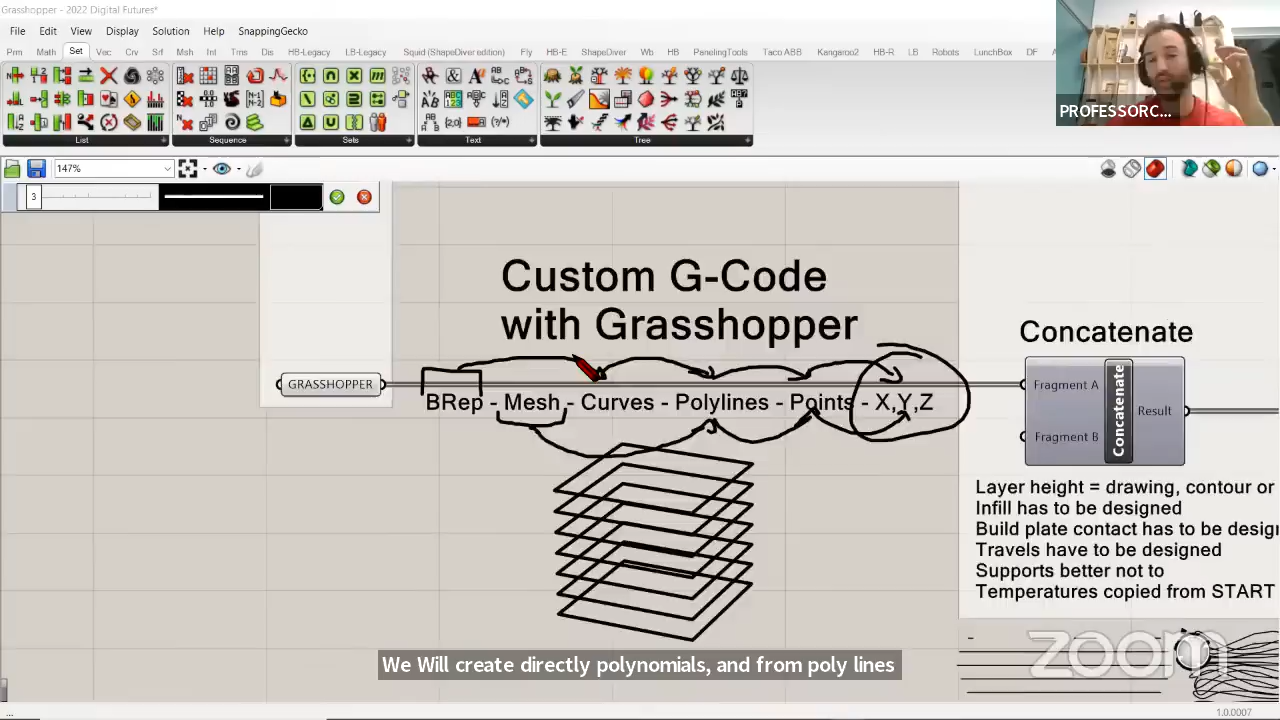 Grasshopper - 2022 Digital Futures*
File Edit View Display Solution Help SnappingGecko
Prm Math Set Vec Crv Srf Msh Int Trns Dis HB-Legacy LB-Legacy Squid (ShapeDiver edition) Fly HB-E ShapeDiver Wb HB PanelingTools Taco ABB Kangaroo2 HB-R LB Robots LunchBox DF
List Sequence Sets Text Tree
PROFESSORC...
147%
3
Custom G-Code
with Grasshopper
Concatenate
GRASSHOPPER
BRep - Mesh - Curves - Polylines - Points - X,Y,Z
Fragment A
Fragment B
Concatenate
Result
Layer height = drawing, contour or
Infill has to be designed
Build plate contact has to be desig
Travels have to be designed
Supports better not to
Temperatures copied from START
zoom
We Will create directly polynomials, and from poly lines
...
1.0.0007